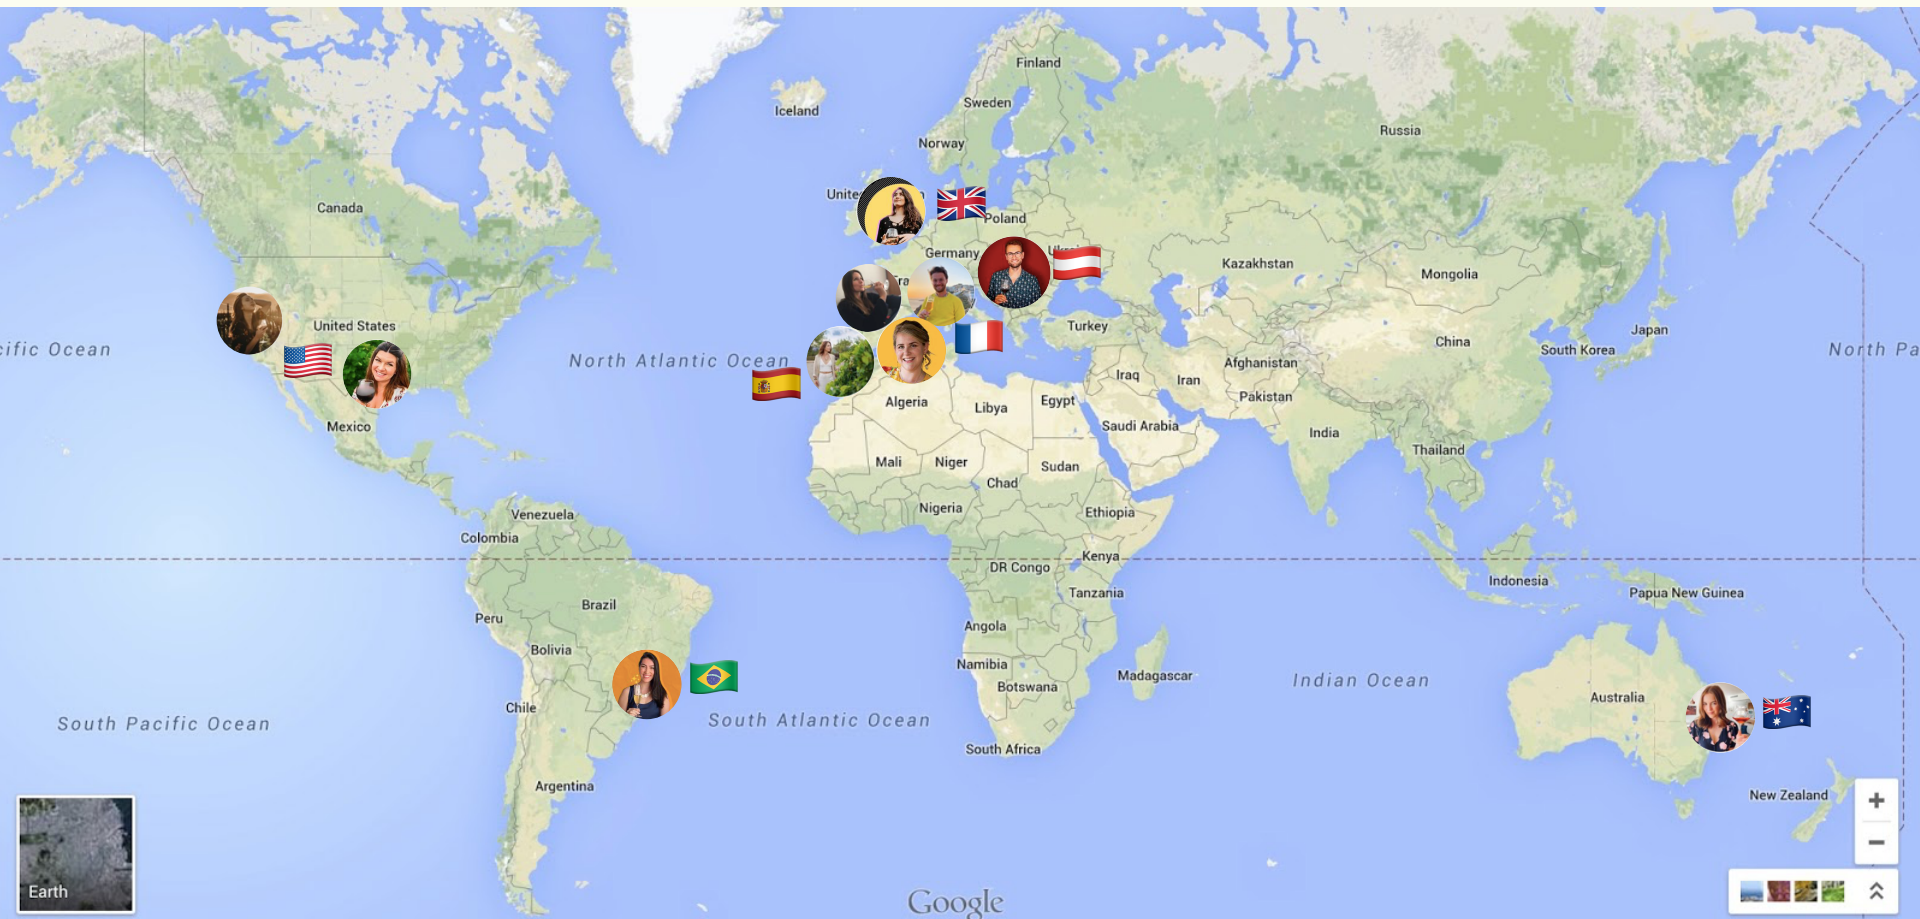 Finland
Iceland
Sweden
Russia
Norway
Unite
Canada
Poland
Germany
Kazakhstan
Mongolia
United States
Turkey
Japan
cific Ocean
North Atlantic Ocean
China
South Korea
North Pa
Afghanistan
Iraq
Iran
Pakistan
Algeria
Libya
Egypt
Mexico
Saudi Arabia
India
Thailand
Mali
Niger
Sudan
Chad
Venezuela
Nigeria
Ethiopia
Colombia
Kenya
DR Congo
Indonesia
Brazil
Tanzania
Papua New Guinea
Peru
Angola
Bolivia
Namibia
Madagascar
Indian Ocean
Botswana
Australia
Chile
South Pacific Ocean
South Atlantic Ocean
South Africa
Argentina
New Zealand
Earth
Google